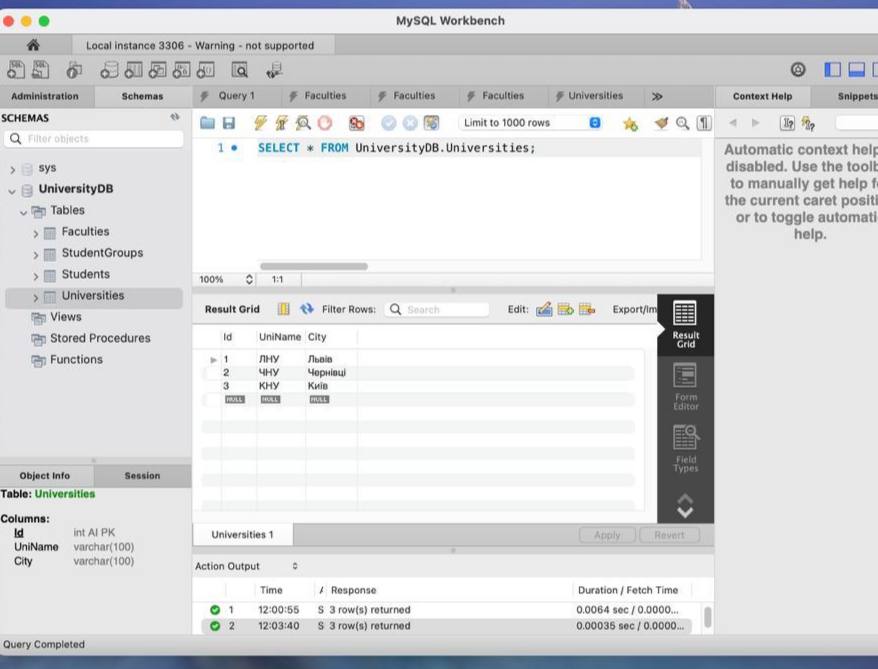 MySQL Workbench
Local instance 3306 - Warning - not supported
Administration
Schemas
Query 1
Faculties
Faculties
Faculties
Universities
Context Help
Snippets
SCHEMAS
Filter objects
sys
UniversityDB
Tables
Faculties
StudentGroups
Students
Universities
Views
Stored Procedures
Functions
Limit to 1000 rows
1
SELECT * FROM UniversityDB.Universities;
100%
1:1
Automatic context help
disabled. Use the toolb
to manually get help f
the current caret positi
or to toggle automati
help.
Result Grid
Filter Rows:
Search
Edit:
Export/Im
Id UniName City
1 ЛНУ Львів
2 ЧНУ Чернівці
3 КНУ Київ
NULL NULL NULL
Result
Grid
Form
Editor
Field
Types
Object Info
Session
Table: Universities
Columns:
Id int AI PK
UniName varchar(100)
City varchar(100)
Universities 1
Apply
Revert
Action Output
Time / Response Duration / Fetch Time
1 12:00:55 S 3 row(s) returned 0.0064 sec / 0.0000...
2 12:03:40 S 3 row(s) returned 0.00035 sec / 0.0000...
Query Completed